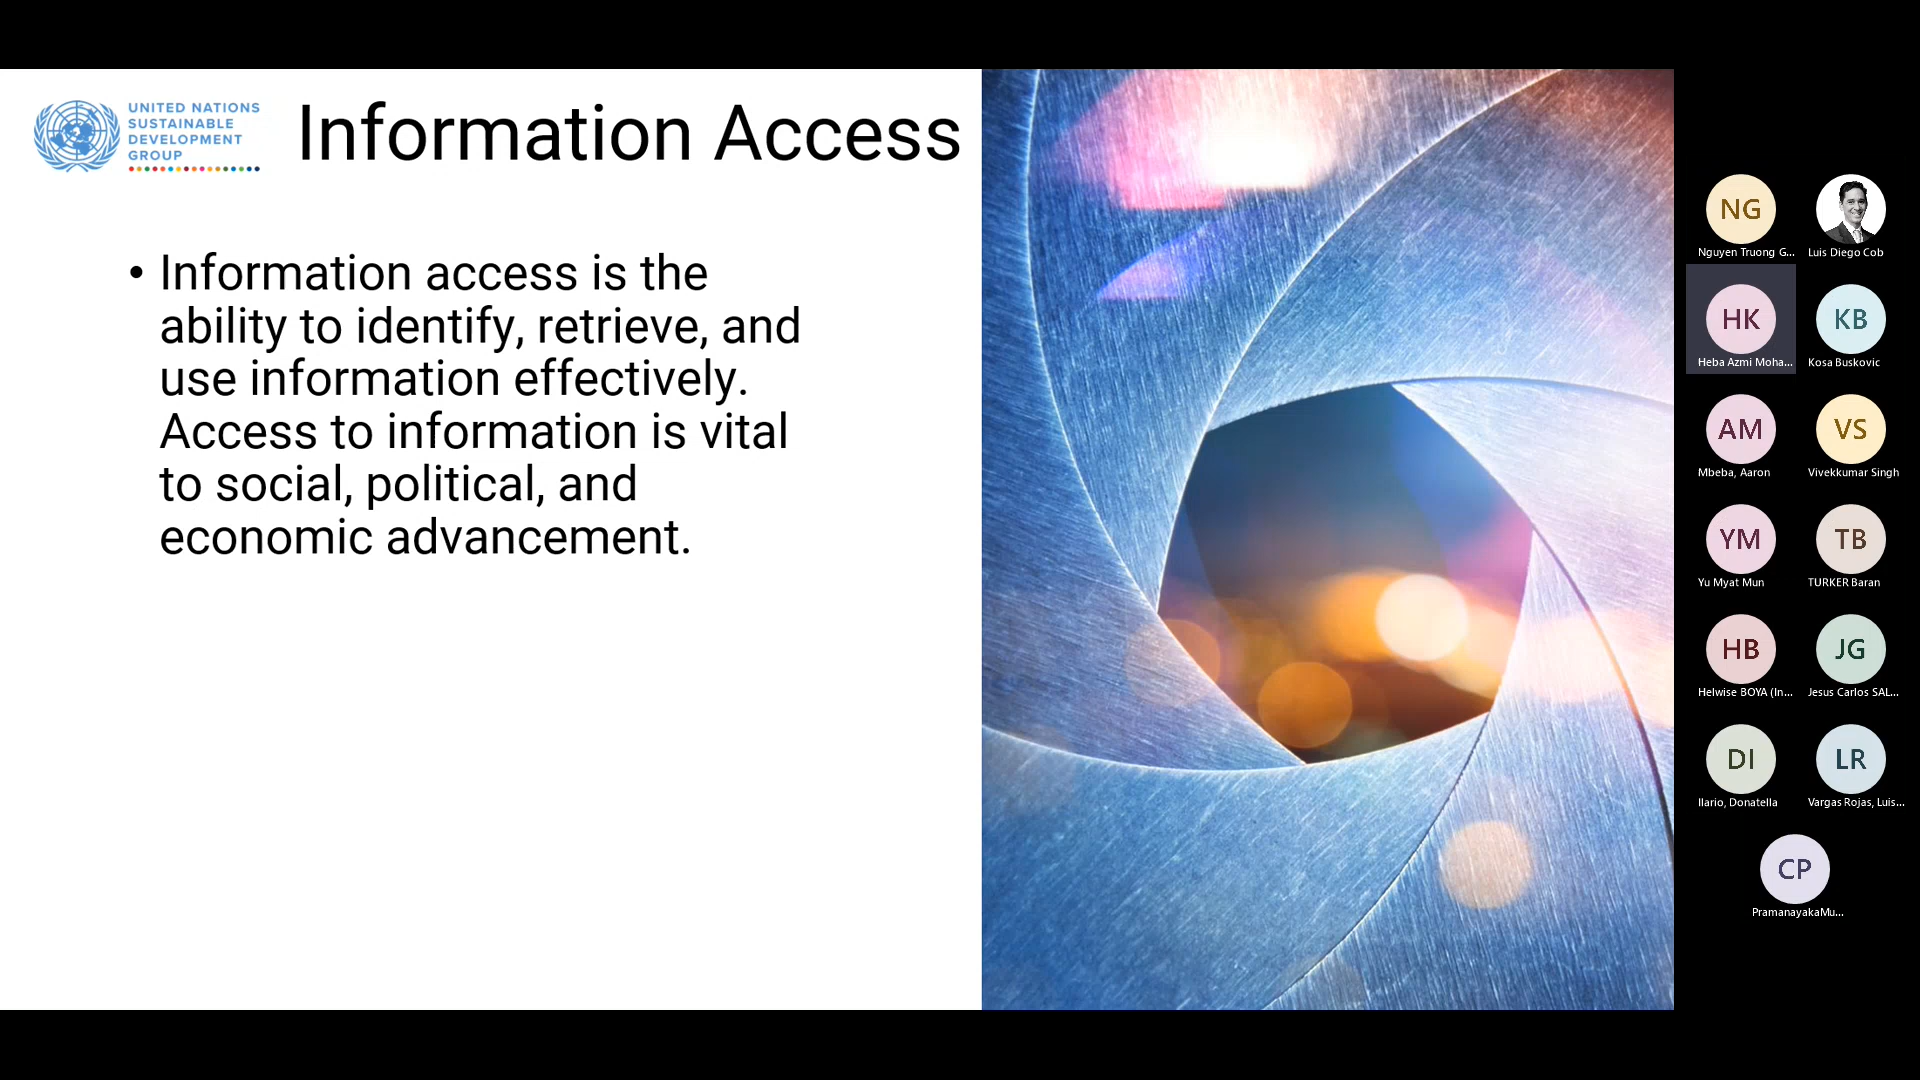 UNITED NATIONS
SUSTAINABLE
DEVELOPMENT
GROUP
Information Access
• Information access is the
ability to identify, retrieve, and
use information effectively.
Access to information is vital
to social, political, and
economic advancement.
NG
Nguyen Truong G...
Luis Diego Cob
HK
Heba Azmi Moha...
KB
Kosa Buskovic
AM
Mbeba, Aaron
VS
Vivekkumar Singh
YM
Yu Myat Mun
TB
TURKER Baran
HB
Helwise BOYA (In...
JG
Jesus Carlos SAL...
DI
Ilario, Donatella
LR
Vargas Rojas, Luis...
CP
PramanayakaMu...